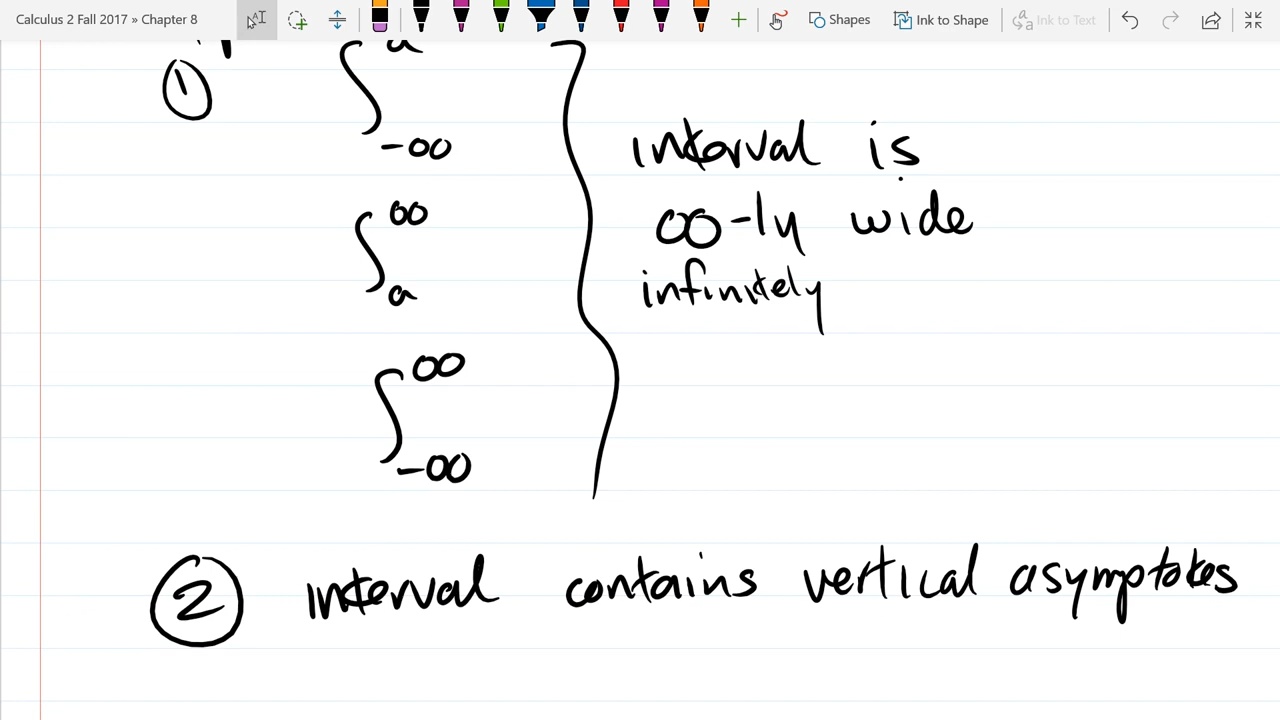 Calculus 2 Fall 2017 » Chapter 8
Shapes
Ink to Shape
Ink to Text
①
∫ a -∞
interval is
∞-ly wide
infinitely
∫ ∞ a
∫ ∞ -∞
② interval contains vertical asymptotes